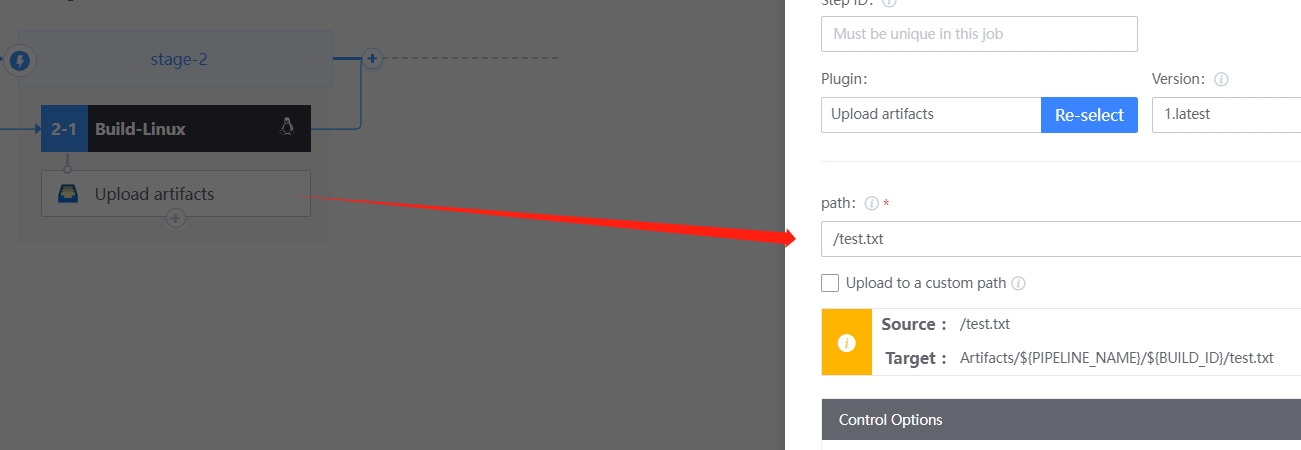 Step ID:
stage-2
Must be unique in this job
Plugin:
Version:
2-1
Build-Linux
Upload artifacts
Re-select
1.latest
Upload artifacts
path: *
/test.txt
Upload to a custom path
Source : /test.txt
Target : Artifacts/${PIPELINE_NAME}/${BUILD_ID}/test.txt
Control Options